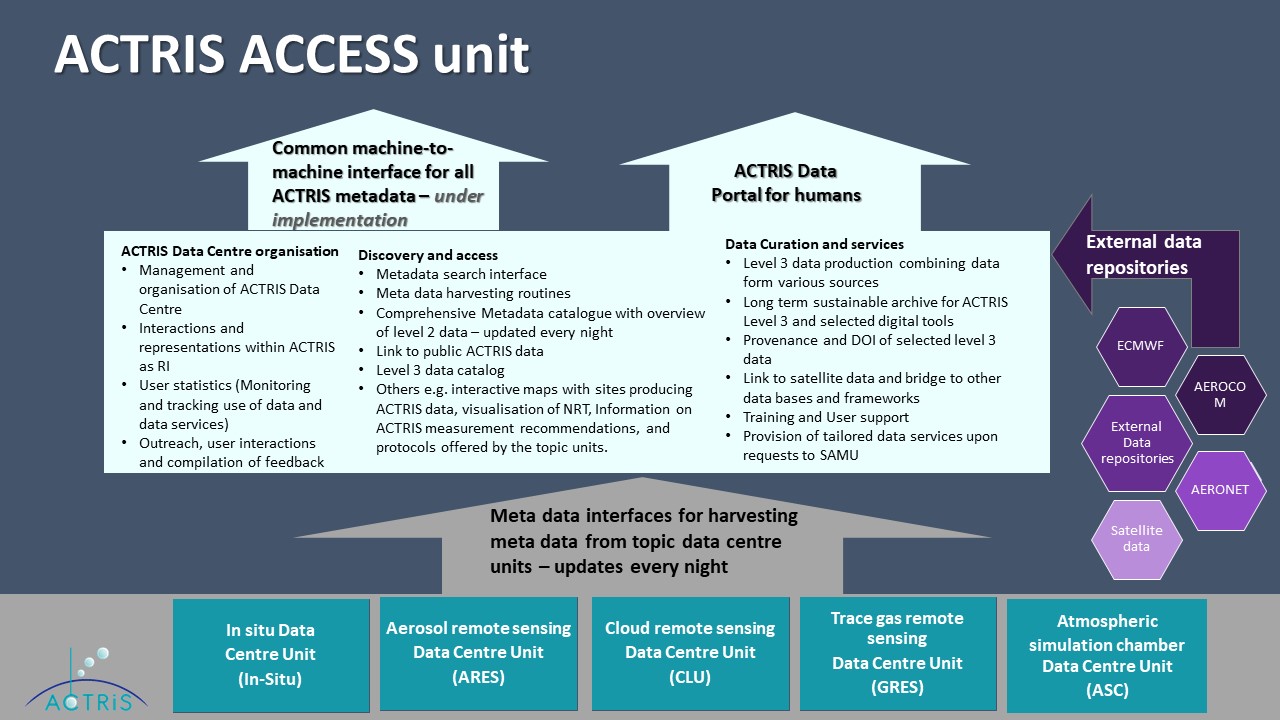 ACTRIS ACCESS unit
Common machine-to-
machine interface for all
ACTRIS metadata – under
implementation
ACTRIS Data
Portal for humans
ACTRIS Data Centre organisation
• Management and
organisation of ACTRIS Data
Centre
• Interactions and
representations within ACTRIS
as RI
• User statistics (Monitoring
and tracking use of data and
data services)
• Outreach, user interactions
and compilation of feedback
Discovery and access
• Metadata search interface
• Meta data harvesting routines
• Comprehensive Metadata catalogue with overview
of level 2 data – updated every night
• Link to public ACTRIS data
• Level 3 data catalog
• Others e.g. interactive maps with sites producing
ACTRIS data, visualisation of NRT, Information on
ACTRIS measurement recommendations, and
protocols offered by the topic units.
Data Curation and services
• Level 3 data production combining data
form various sources
• Long term sustainable archive for ACTRIS
Level 3 and selected digital tools
• Provenance and DOI of selected level 3
data
• Link to satellite data and bridge to other
data bases and frameworks
• Training and User support
• Provision of tailored data services upon
requests to SAMU
External data
repositories
ECMWF
AEROCO
M
External
Data
repositories
AERONET
Satellite
data
Meta data interfaces for harvesting
meta data from topic data centre
units – updates every night
In situ Data
Centre Unit
(In-Situ)
Aerosol remote sensing
Data Centre Unit
(ARES)
Cloud remote sensing
Data Centre Unit
(CLU)
Trace gas remote
sensing
Data Centre Unit
(GRES)
Atmospheric
simulation chamber
Data Centre Unit
(ASC)
ACTRiS